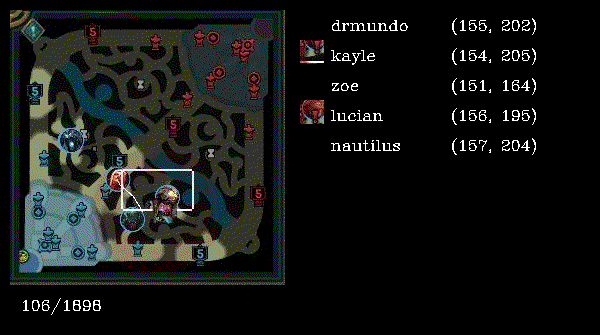 drmundo (155, 202)
kayle (154, 205)
zoe (151, 164)
lucian (156, 195)
nautilus (157, 204)
106/1898